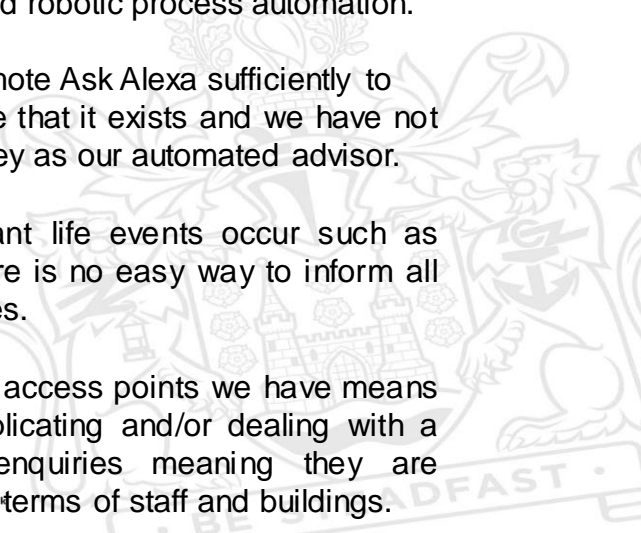 d robotic process automation.
note Ask Alexa sufficiently to
e that it exists and we have not
ey as our automated advisor.
ant life events occur such as
re is no easy way to inform all
es.
access points we have means
plicating and/or dealing with a
enquiries meaning they are
terms of staff and buildings.
BE STEADFAST